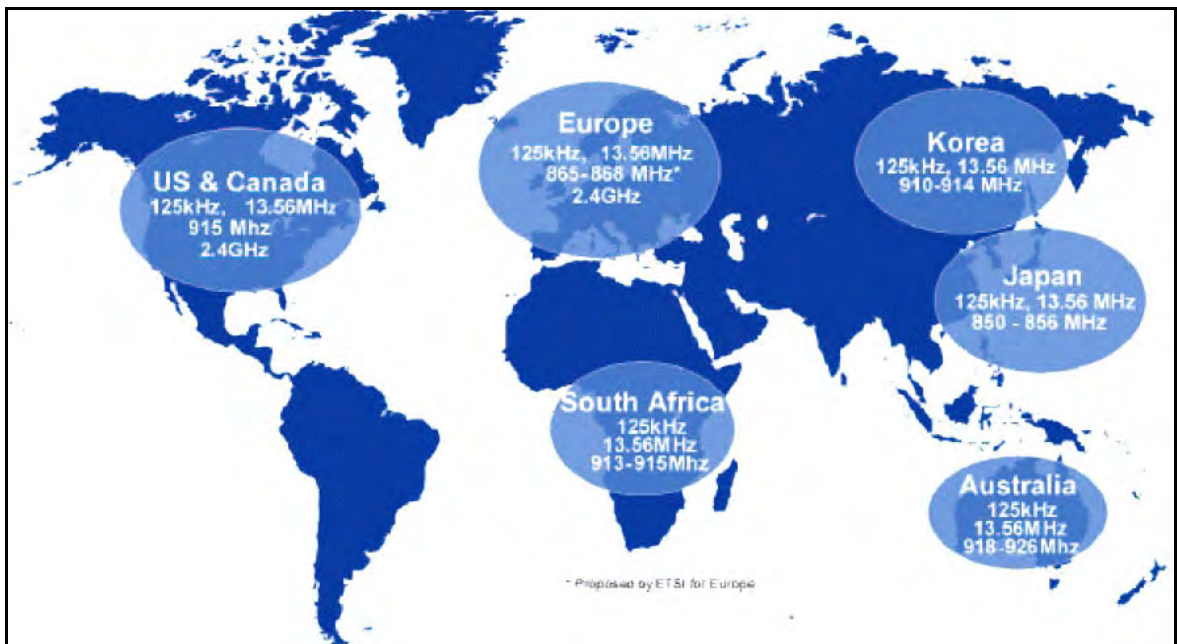 Europe
125kHz, 13.56MHz
865-868 MHz*
2.4GHz
Korea
125kHz, 13.56 MHz
910-914 MHz
US & Canada
125kHz, 13.56MHz
915 Mhz
2.4GHz
Japan
125kHz, 13.56 MHz
850 - 856 MHz
South Africa
125kHz
13.56MHz
913-915Mhz
Australia
125kHz
13.56MHz
918-926Mhz
* Proposed by ETSI for Europe